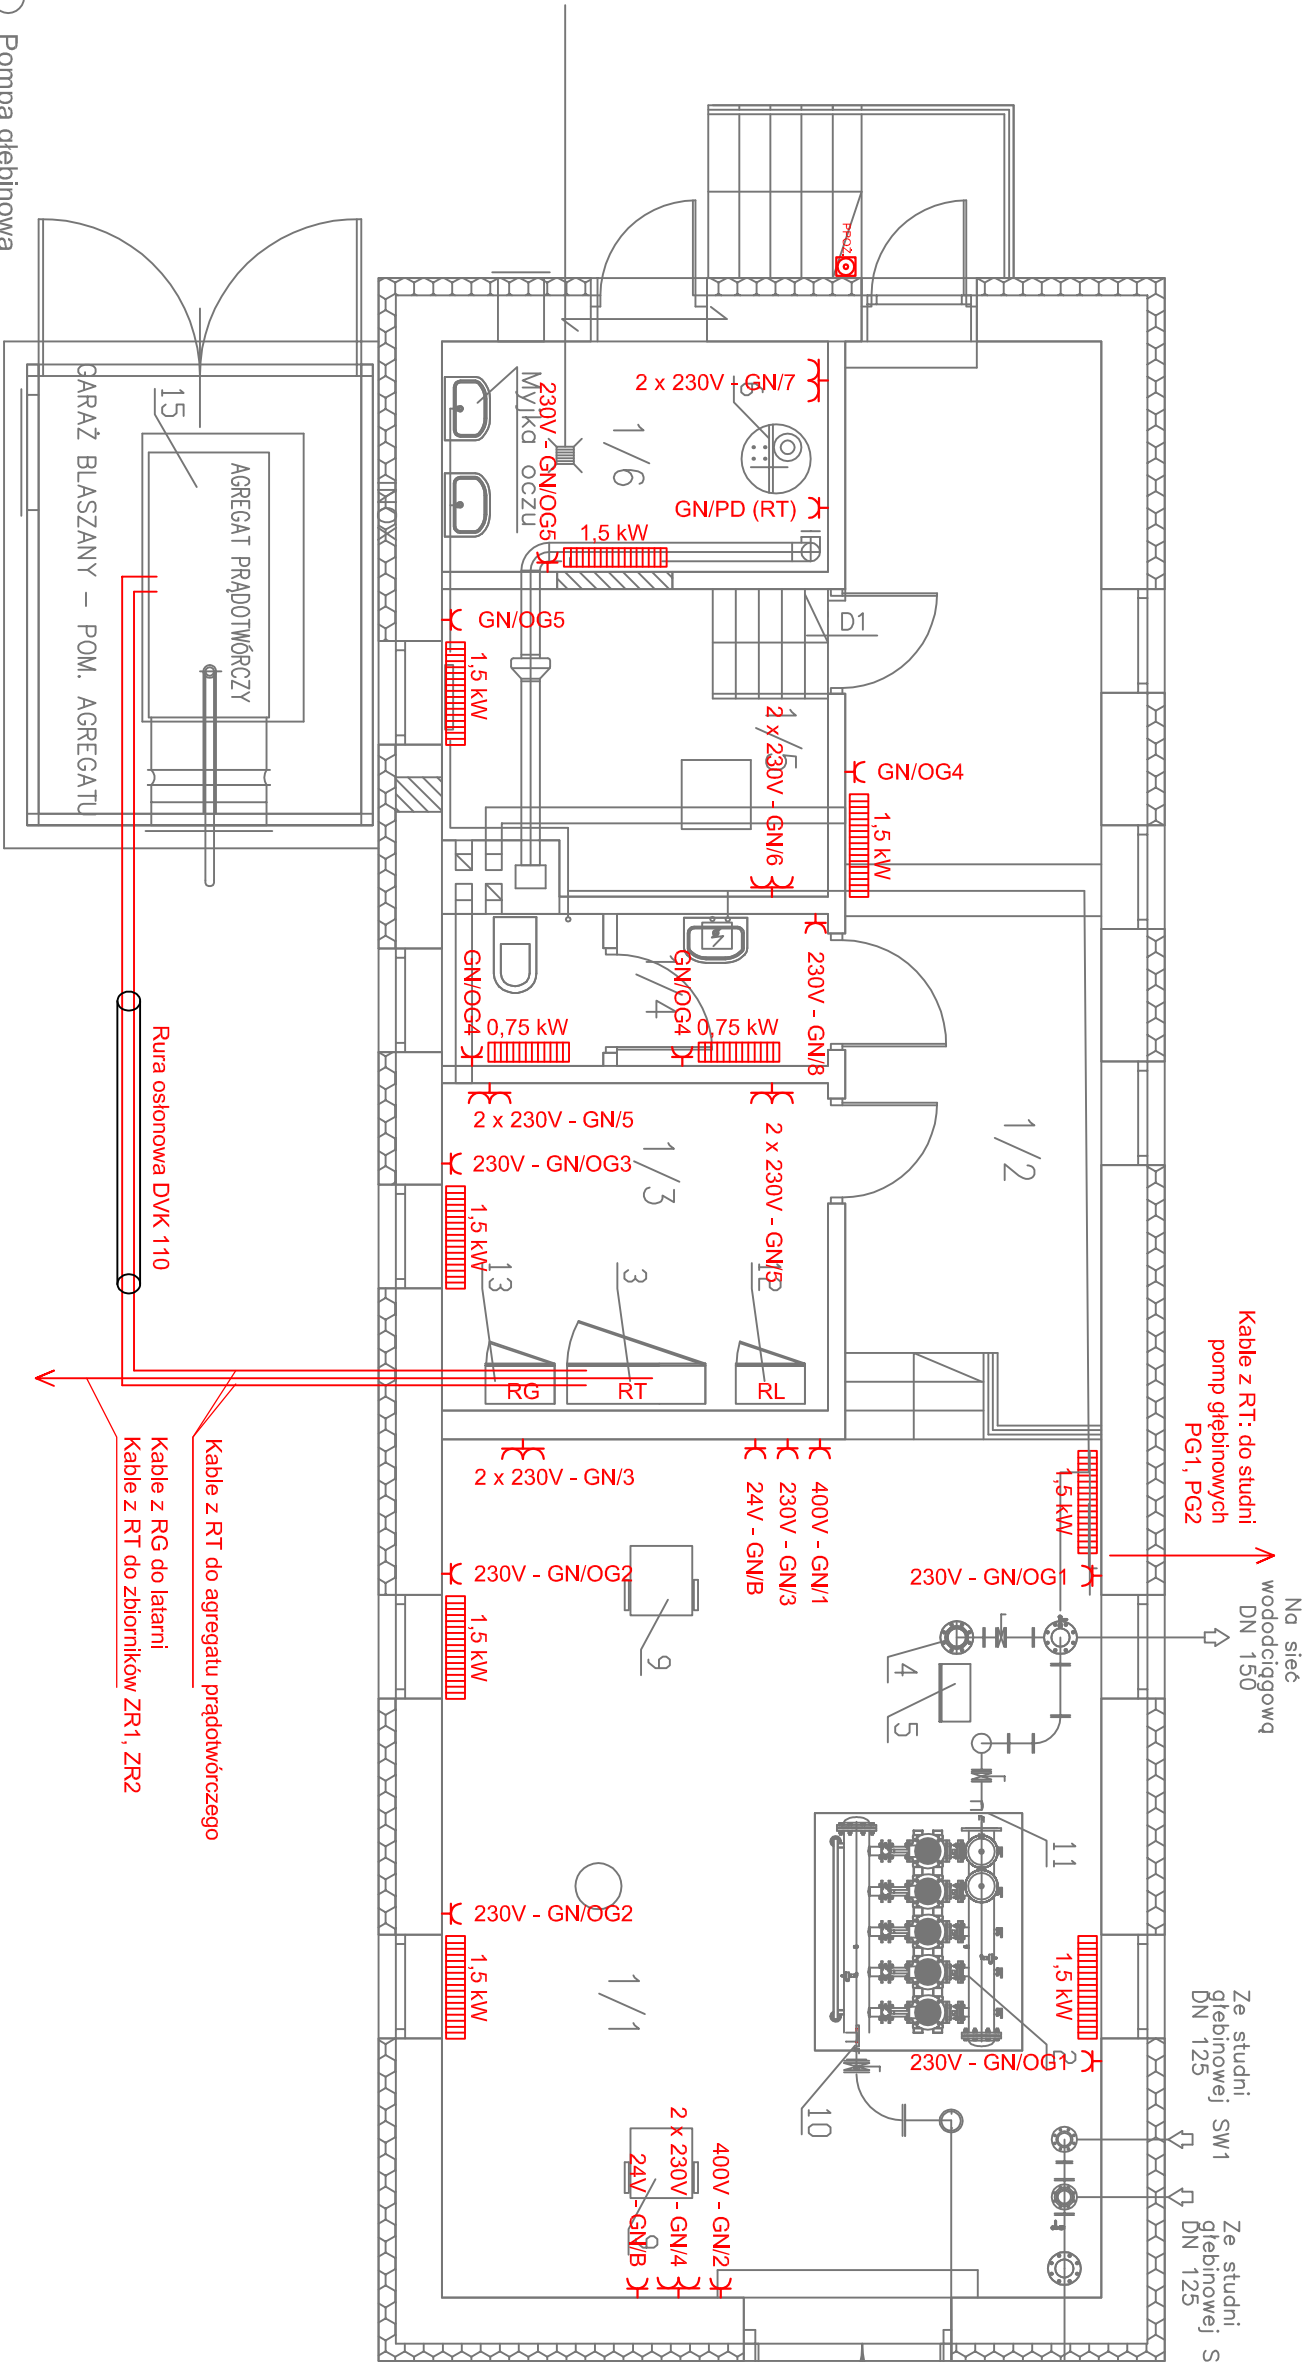 Pompa głębinowa
PPOŻ
GARAŻ BLASZANY – POM. AGREGATU
15
AGREGAT PRĄDOTWÓRCZY
Myjka oczu
230V - GN/OG5
1/6
2 x 230V - GN/7
GN/PD (RT)
1,5 kW
GN/OG5
1,5 kW
D1
1/5
2 x 230V - GN/6
GN/OG4
1,5 kW
GN/OG4
0,75 kW
1/4
GN/OG4
0,75 kW
230V - GN/8
2 x 230V - GN/5
230V - GN/OG3
1,5 kW
1/3
2 x 230V - GN/5
1/2
13
3
12
RG
RT
RL
Rura osłonowa DVK 110
Kable z RT: do studni
pomp głębinowych
PG1, PG2
Kable z RT do agregatu prądotwórczego
Kable z RG do latarni
Kable z RT do zbiorników ZR1, ZR2
2 x 230V - GN/3
400V - GN/1
230V - GN/3
24V - GN/B
1,5 kW
230V - GN/OG1
230V - GN/OG2
1,5 kW
9
4
5
Na sieć
wododciągową
DN 150
11
230V - GN/OG2
1,5 kW
1/1
1,5 kW
230V - GN/OG1
2
10
Ze studni
głębinowej SW1
DN 125
Ze studni
głębinowej S
DN 125
400V - GN/2
2 x 230V - GN/4
24V - GN/B
9